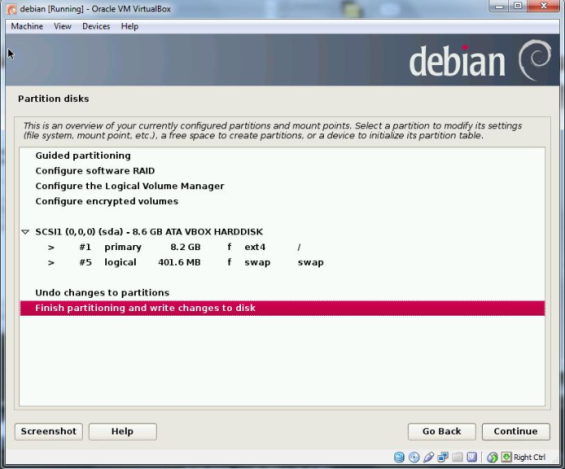 debian [Running] - Oracle VM VirtualBox
Machine View Devices Help
debian
Partition disks
This is an overview of your currently configured partitions and mount points. Select a partition to modify its settings
(file system, mount point, etc.), a free space to create partitions, or a device to initialize its partition table.
Guided partitioning
Configure software RAID
Configure the Logical Volume Manager
Configure encrypted volumes
SCSI1 (0,0,0) (sda) - 8.6 GB ATA VBOX HARDDISK
> #1 primary 8.2 GB f ext4 /
> #5 logical 401.6 MB f swap swap
Undo changes to partitions
Finish partitioning and write changes to disk
Screenshot Help Go Back Continue
Right Ctrl